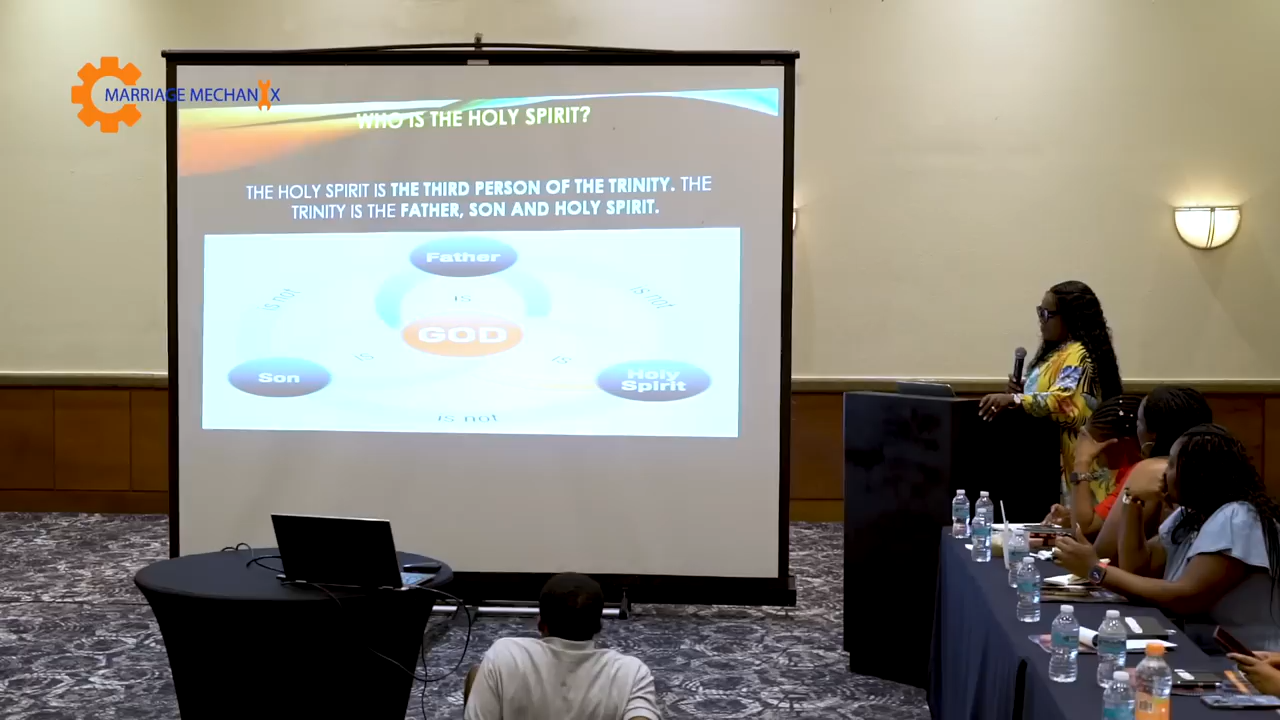 MARRIAGE MECHANIX
WHO IS THE HOLY SPIRIT?
THE HOLY SPIRIT IS THE THIRD PERSON OF THE TRINITY. THE
TRINITY IS THE FATHER, SON AND HOLY SPIRIT.
Father
is not
is
is not
GOD
is
is
Son
Holy
Spirit
is not